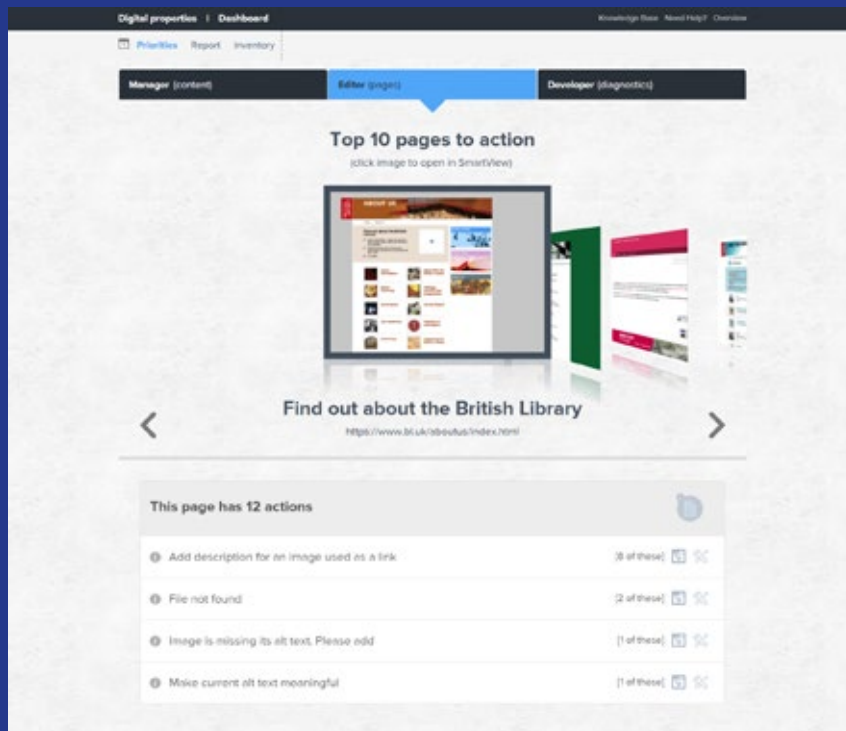 Digital properties | Dashboard
Knowledge Base Need Help? Overview
Priorities Report Inventory
Manager (content)
Editor (pages)
Developer (diagnostics)
Top 10 pages to action
(click image to open in SmartView)
ABOUT US
Find out about the British Library
https://www.bl.uk/aboutus/index.html
This page has 12 actions
Add description for an image used as a link
[8 of these]
File not found
[2 of these]
Image is missing its alt text. Please add
[1 of these]
Make current alt text meaningful
[1 of these]